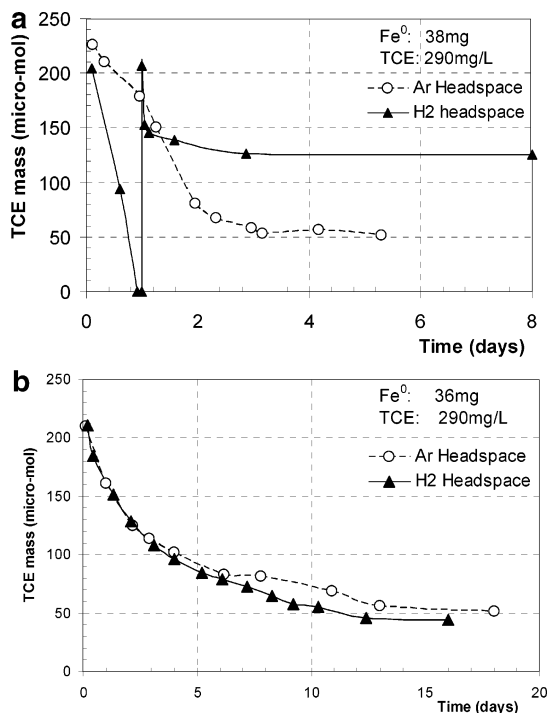 a
250
200
150
100
50
0
TCE mass (micro-mol)
Fe⁰: 38mg
TCE: 290mg/L
Ar Headspace
H2 headspace
0 2 4 6 8
Time (days)
b
250
200
150
100
50
0
TCE mass (micro-mol)
Fe⁰: 36mg
TCE: 290mg/L
Ar Headspace
H2 Headspace
0 5 10 15 20
Time (days)